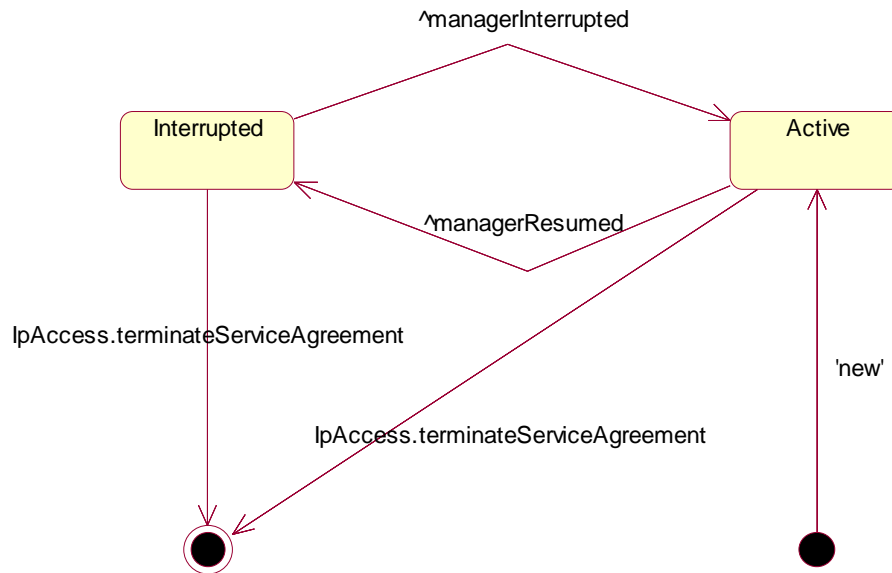 ^managerInterrupted
Interrupted
Active
^managerResumed
IpAccess.terminateServiceAgreement
'new'
IpAccess.terminateServiceAgreement